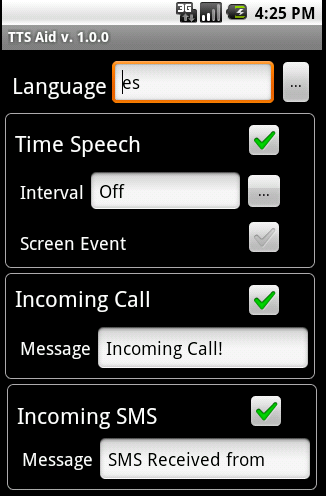 3G 4:25 PM
TTS Aid v. 1.0.0
Language es ...
Time Speech
Interval Off ...
Screen Event
Incoming Call
Message Incoming Call!
Incoming SMS
Message SMS Received from